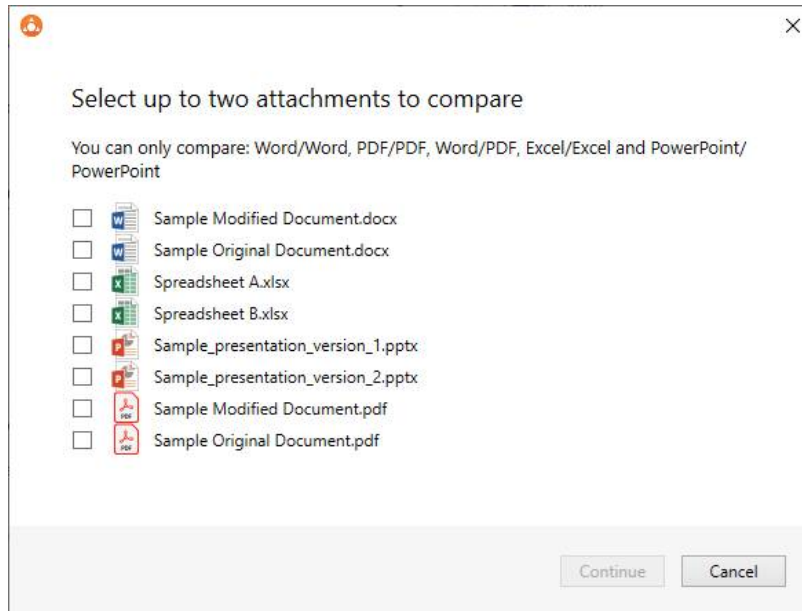 Select up to two attachments to compare
You can only compare: Word/Word, PDF/PDF, Word/PDF, Excel/Excel and PowerPoint/
PowerPoint
Sample Modified Document.docx
Sample Original Document.docx
Spreadsheet A.xlsx
Spreadsheet B.xlsx
Sample_presentation_version_1.pptx
Sample_presentation_version_2.pptx
PDF Sample Modified Document.pdf
PDF Sample Original Document.pdf
Continue Cancel